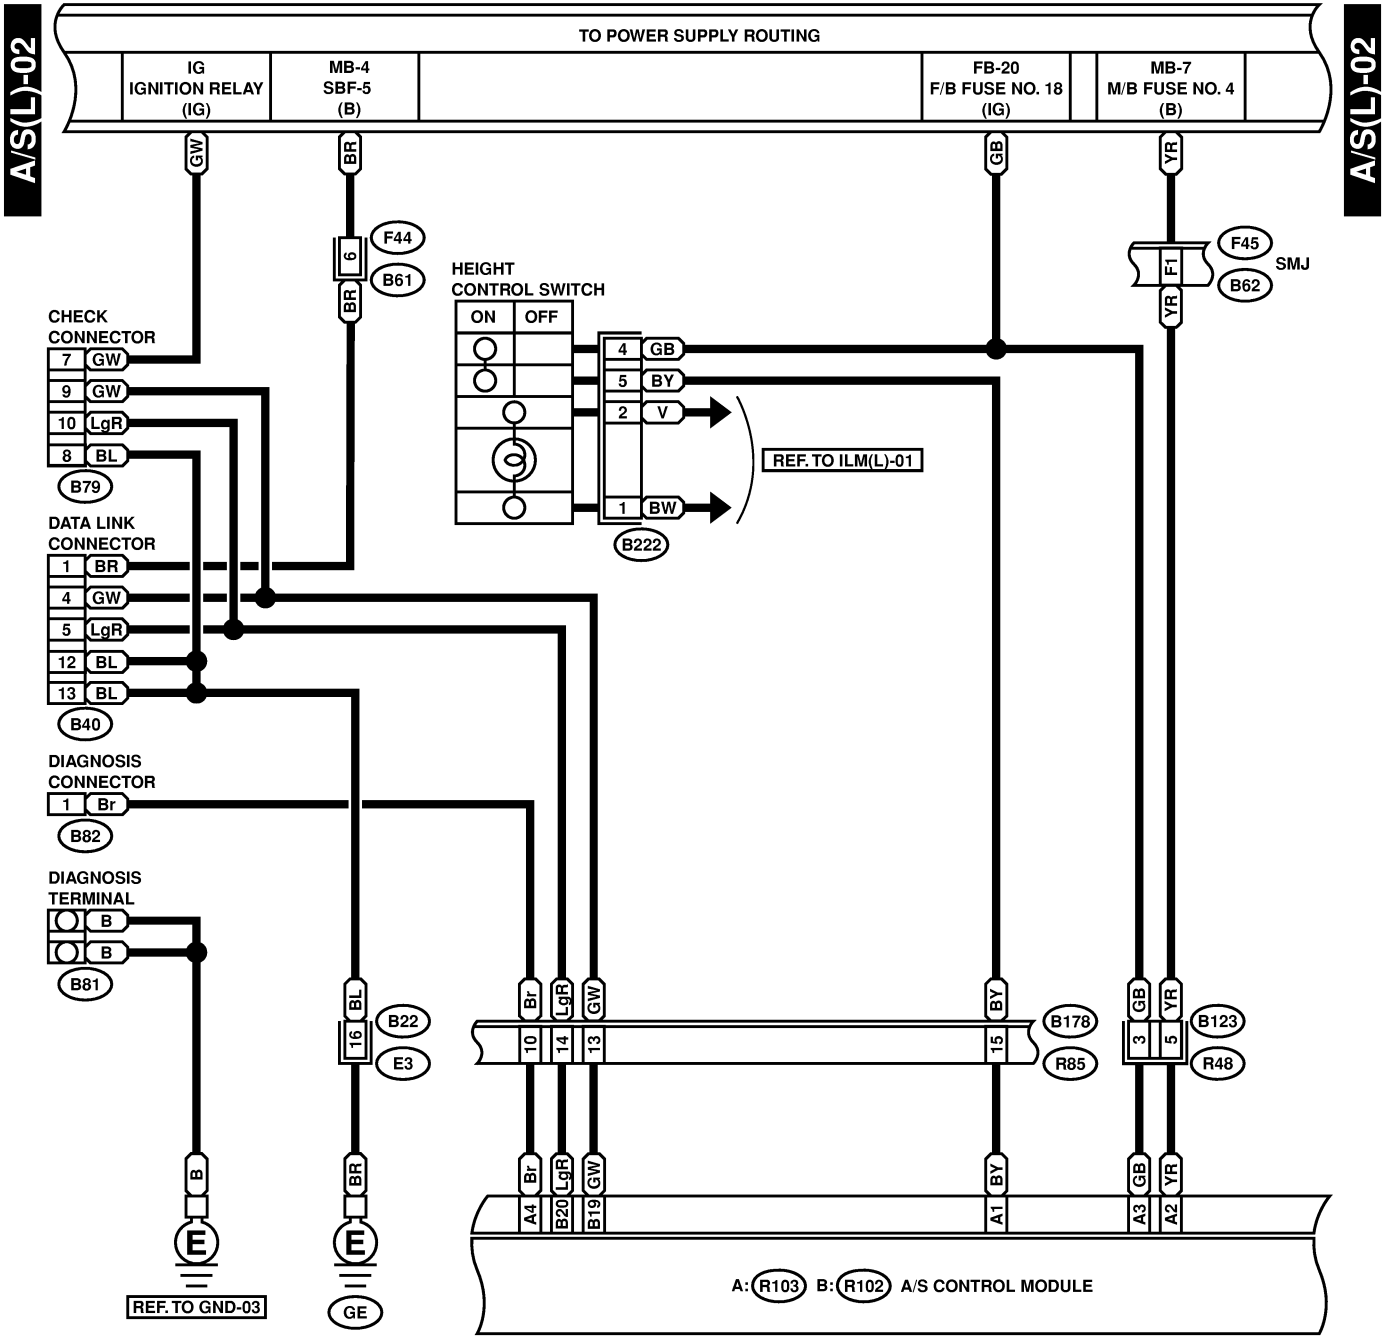 A/S(L)-02
A/S(L)-02
TO POWER SUPPLY ROUTING
IG
IGNITION RELAY
(IG)
MB-4
SBF-5
(B)
FB-20
F/B FUSE NO. 18
(IG)
MB-7
M/B FUSE NO. 4
(B)
GW
BR
GB
YR
6
F44
B61
BR
F1
F45
B62
SMJ
YR
HEIGHT
CONTROL SWITCH
ON OFF
4 GB
5 BY
2 V
1 BW
B222
REF. TO ILM(L)-01
CHECK
CONNECTOR
7 GW
9 GW
10 LgR
8 BL
B79
DATA LINK
CONNECTOR
1 BR
4 GW
5 LgR
12 BL
13 BL
B40
DIAGNOSIS
CONNECTOR
1 Br
B82
DIAGNOSIS
TERMINAL
B
B
B81
BL
16
B22
E3
BR
Br LgR GW BY
10 14 13 15
B178
R85
GB YR
3 5
B123
R48
B
E
REF. TO GND-03
E
GE
Br LgR GW BY GB YR
A4 B20 B19 A1 A3 A2
A: R103 B: R102 A/S CONTROL MODULE